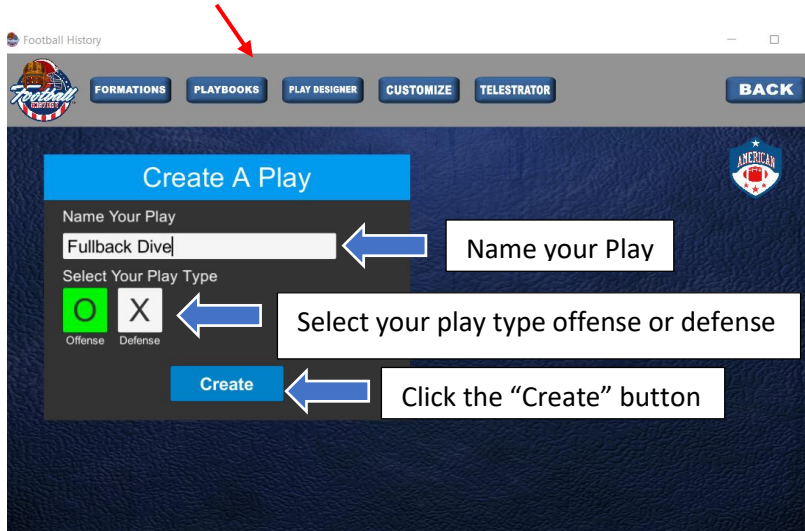 Football History
Football
FORMATIONS PLAYBOOKS PLAY DESIGNER CUSTOMIZE TELESTRATOR BACK
AMERICAN
Create A Play
Name Your Play
Fullback Dive
Name your Play
Select Your Play Type
O X
Select your play type offense or defense
Offense Defense
Create
Click the “Create” button